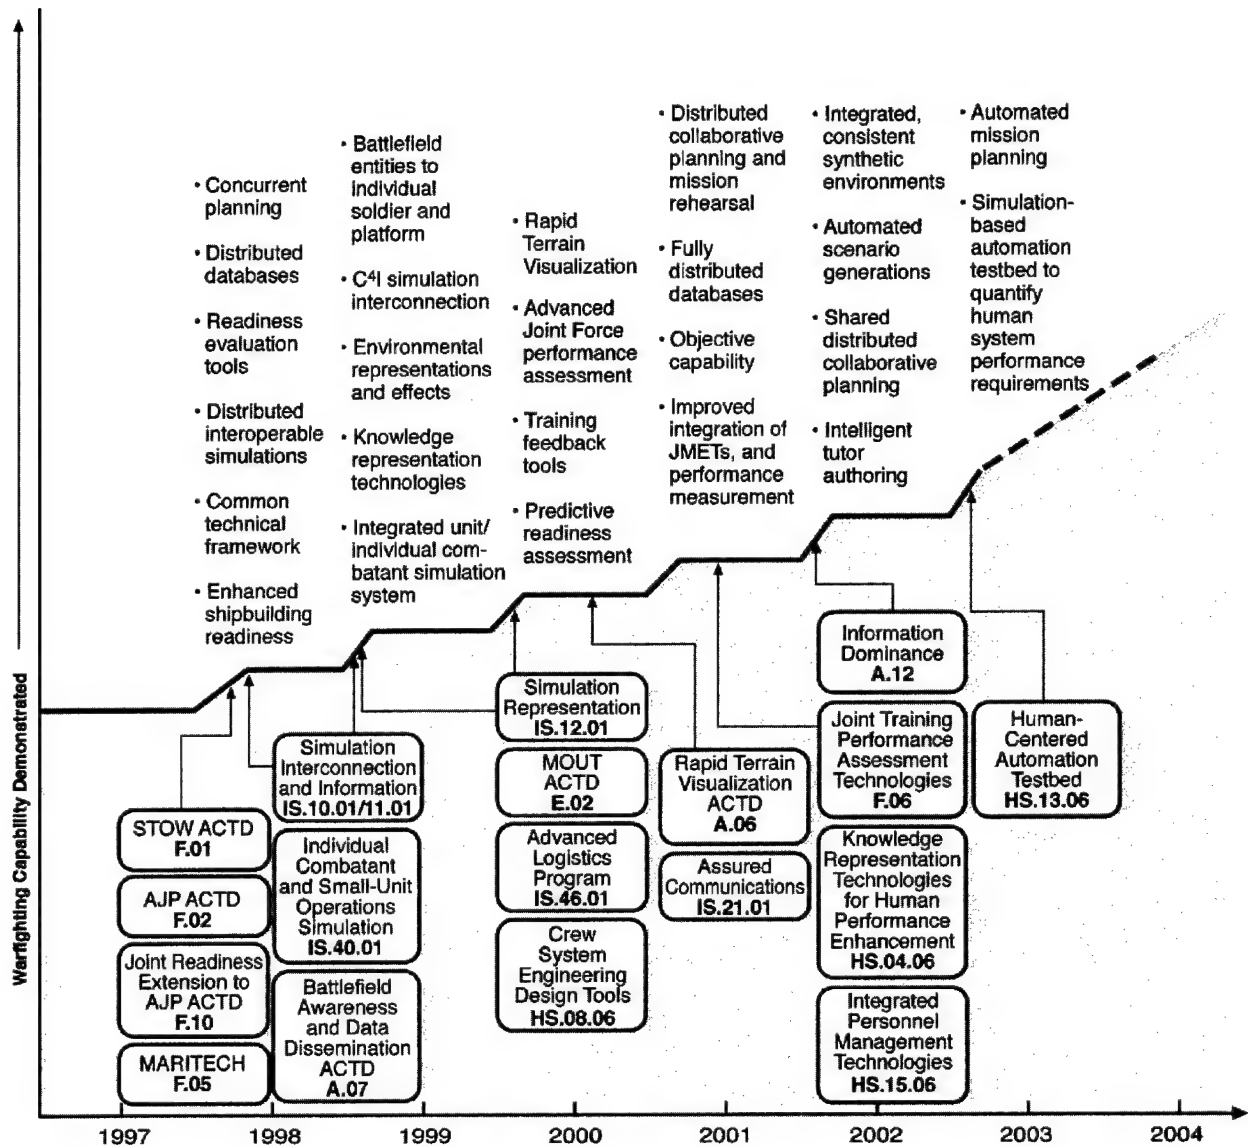 Warfighting Capability Demonstrated
• Concurrent
planning
• Distributed
databases
• Readiness
evaluation
tools
• Distributed
interoperable
simulations
• Common
technical
framework
• Enhanced
shipbuilding
readiness
• Battlefield
entities to
individual
soldier and
platform
• C⁴I simulation
interconnection
• Environmental
representations
and effects
• Knowledge
representation
technologies
• Integrated unit/
individual com-
batant simulation
system
• Rapid
Terrain
Visualization
• Advanced
Joint Force
performance
assessment
• Training
feedback
tools
• Predictive
readiness
assessment
• Distributed
collaborative
planning and
mission
rehearsal
• Fully
distributed
databases
• Objective
capability
• Improved
integration of
JMETs, and
performance
measurement
• Integrated,
consistent
synthetic
environments
• Automated
scenario
generations
• Shared
distributed
collaborative
planning
• Intelligent
tutor
authoring
• Automated
mission
planning
• Simulation-
based
automation
testbed to
quantify
human
system
performance
requirements
STOW ACTD
F.01
AJP ACTD
F.02
Joint Readiness
Extension to
AJP ACTD
F.10
MARITECH
F.05
Simulation
Interconnection
and Information
IS.10.01/11.01
Individual
Combatant
and Small-Unit
Operations
Simulation
IS.40.01
Battlefield
Awareness
and Data
Dissemination
ACTD
A.07
Simulation
Representation
IS.12.01
MOUT
ACTD
E.02
Advanced
Logistics
Program
IS.46.01
Crew
System
Engineering
Design Tools
HS.08.06
Rapid Terrain
Visualization
ACTD
A.06
Assured
Communications
IS.21.01
Information
Dominance
A.12
Joint Training
Performance
Assessment
Technologies
F.06
Knowledge
Representation
Technologies
for Human
Performance
Enhancement
HS.04.06
Integrated
Personnel
Management
Technologies
HS.15.06
Human-
Centered
Automation
Testbed
HS.13.06
1997
1998
1999
2000
2001
2002
2003
2004